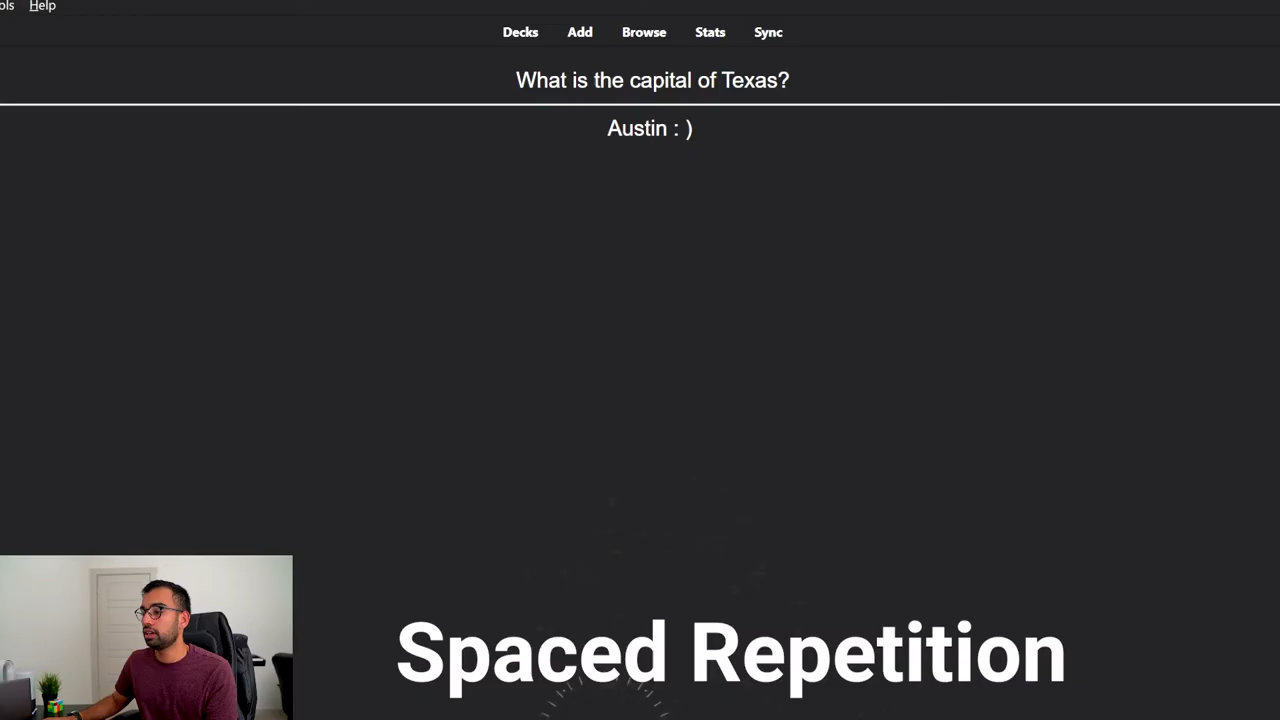 ols Help
Decks Add Browse Stats Sync
What is the capital of Texas?
Austin : )
Spaced Repetition